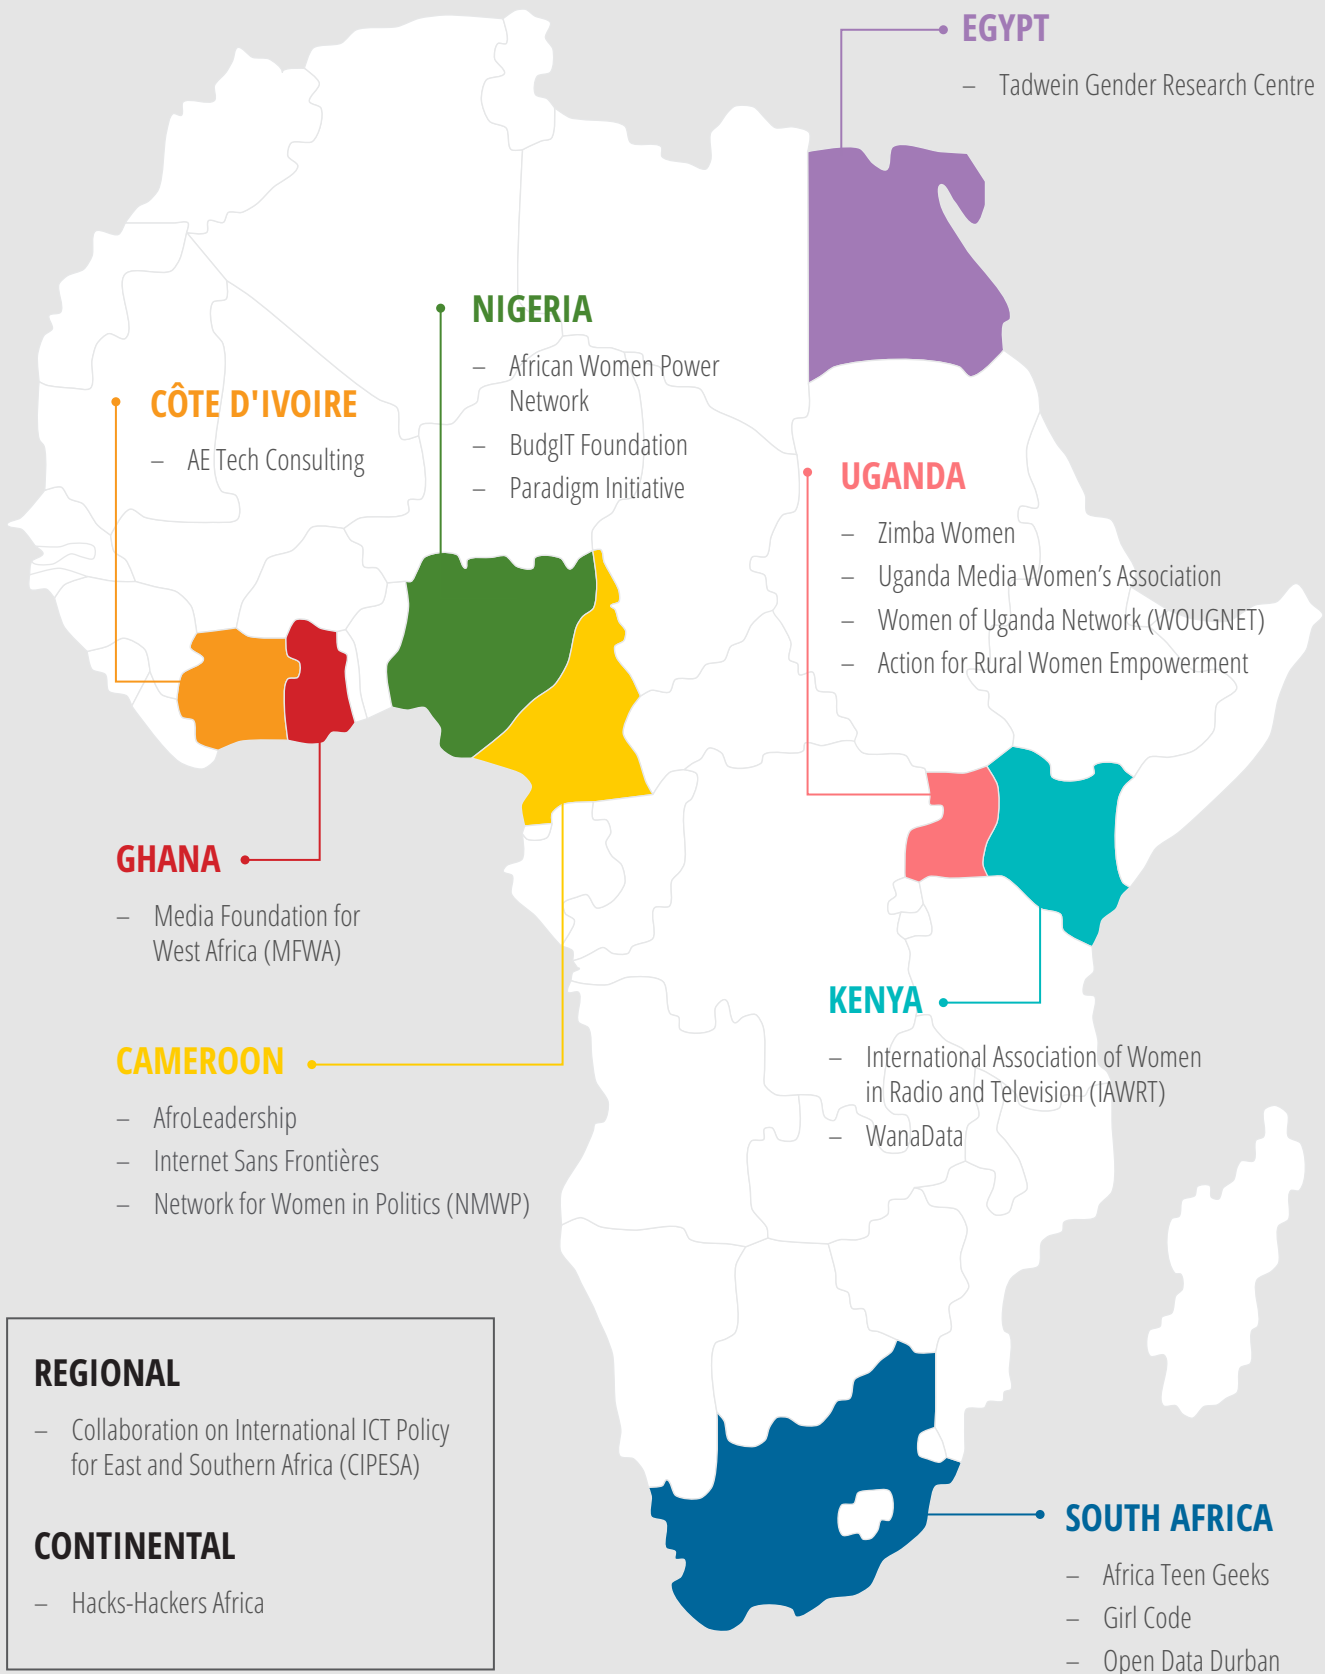 EGYPT
– Tadwein Gender Research Centre
NIGERIA
– African Women Power
Network
– BudgIT Foundation
– Paradigm Initiative
CÔTE D'IVOIRE
– AE Tech Consulting
UGANDA
– Zimba Women
– Uganda Media Women’s Association
– Women of Uganda Network (WOUGNET)
– Action for Rural Women Empowerment
GHANA
– Media Foundation for
West Africa (MFWA)
KENYA
– International Association of Women
in Radio and Television (IAWRT)
– WanaData
CAMEROON
– AfroLeadership
– Internet Sans Frontières
– Network for Women in Politics (NMWP)
REGIONAL
– Collaboration on International ICT Policy
for East and Southern Africa (CIPESA)
CONTINENTAL
– Hacks-Hackers Africa
SOUTH AFRICA
– Africa Teen Geeks
– Girl Code
– Open Data Durban